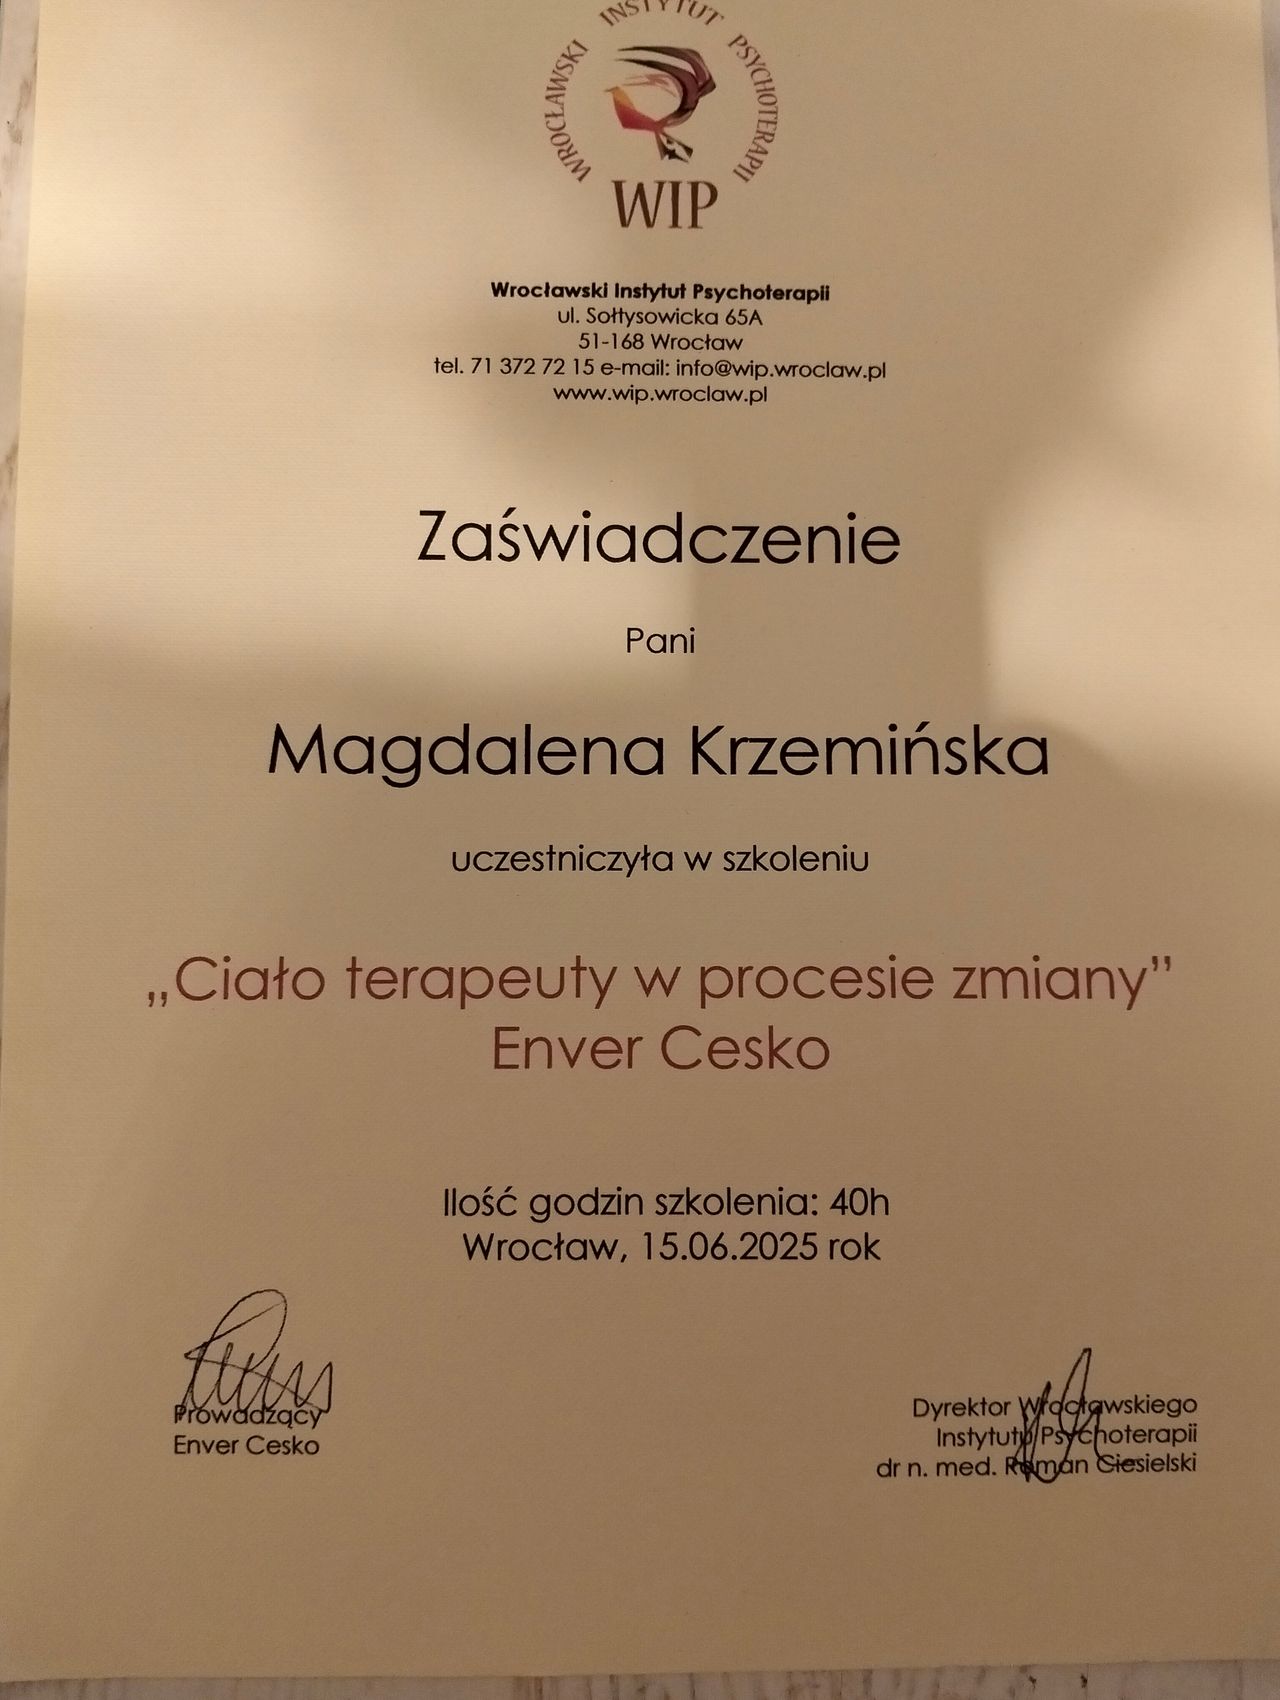 WROCŁAWSKI INSTYTUT PSYCHOTERAPII
WIP
Wrocławski Instytut Psychoterapii
ul. Sołtysowicka 65A
51-168 Wrocław
tel. 71 372 72 15 e-mail: info@wip.wroclaw.pl
www.wip.wroclaw.pl
Zaświadczenie
Pani
Magdalena Krzemińska
uczestniczyła w szkoleniu
„Ciało terapeuty w procesie zmiany”
Enver Cesko
Ilość godzin szkolenia: 40h
Wrocław, 15.06.2025 rok
Prowadzący
Enver Cesko
Dyrektor Wrocławskiego
Instytutu Psychoterapii
dr n. med. Roman Ciesielski